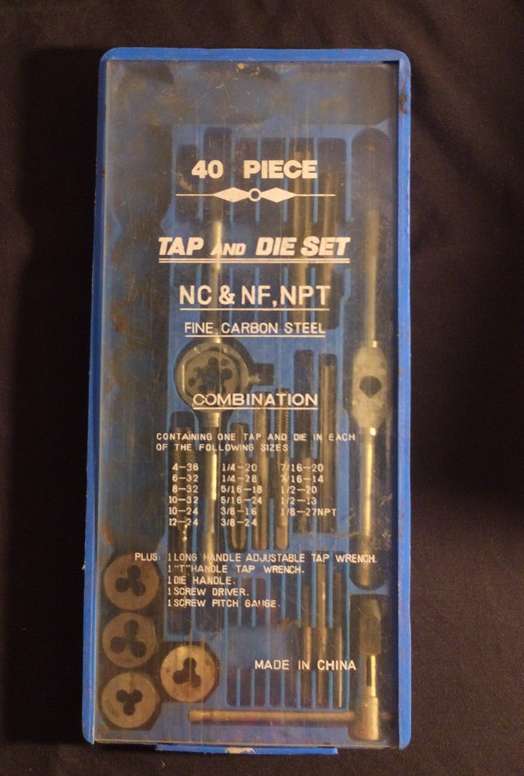 40 PIECE
TAP AND DIE SET
NC & NF, NPT
FINE CARBON STEEL
COMBINATION
CONTAINING ONE TAP AND DIE IN EACH
OF THE FOLLOWING SIZES
4-36 1/4-20 7/16-20
6-32 1/4-28 7/16-14
8-32 5/16-18 1/2-20
10-32 5/16-24 1/2-13
10-24 3/8-16 1/8-27NPT
12-24 3/8-24
PLUS 1 LONG HANDLE ADJUSTABLE TAP WRENCH.
1 "T" HANDLE TAP WRENCH.
1 DIE HANDLE.
1 SCREW DRIVER.
1 SCREW PITCH GAUGE.
MADE IN CHINA